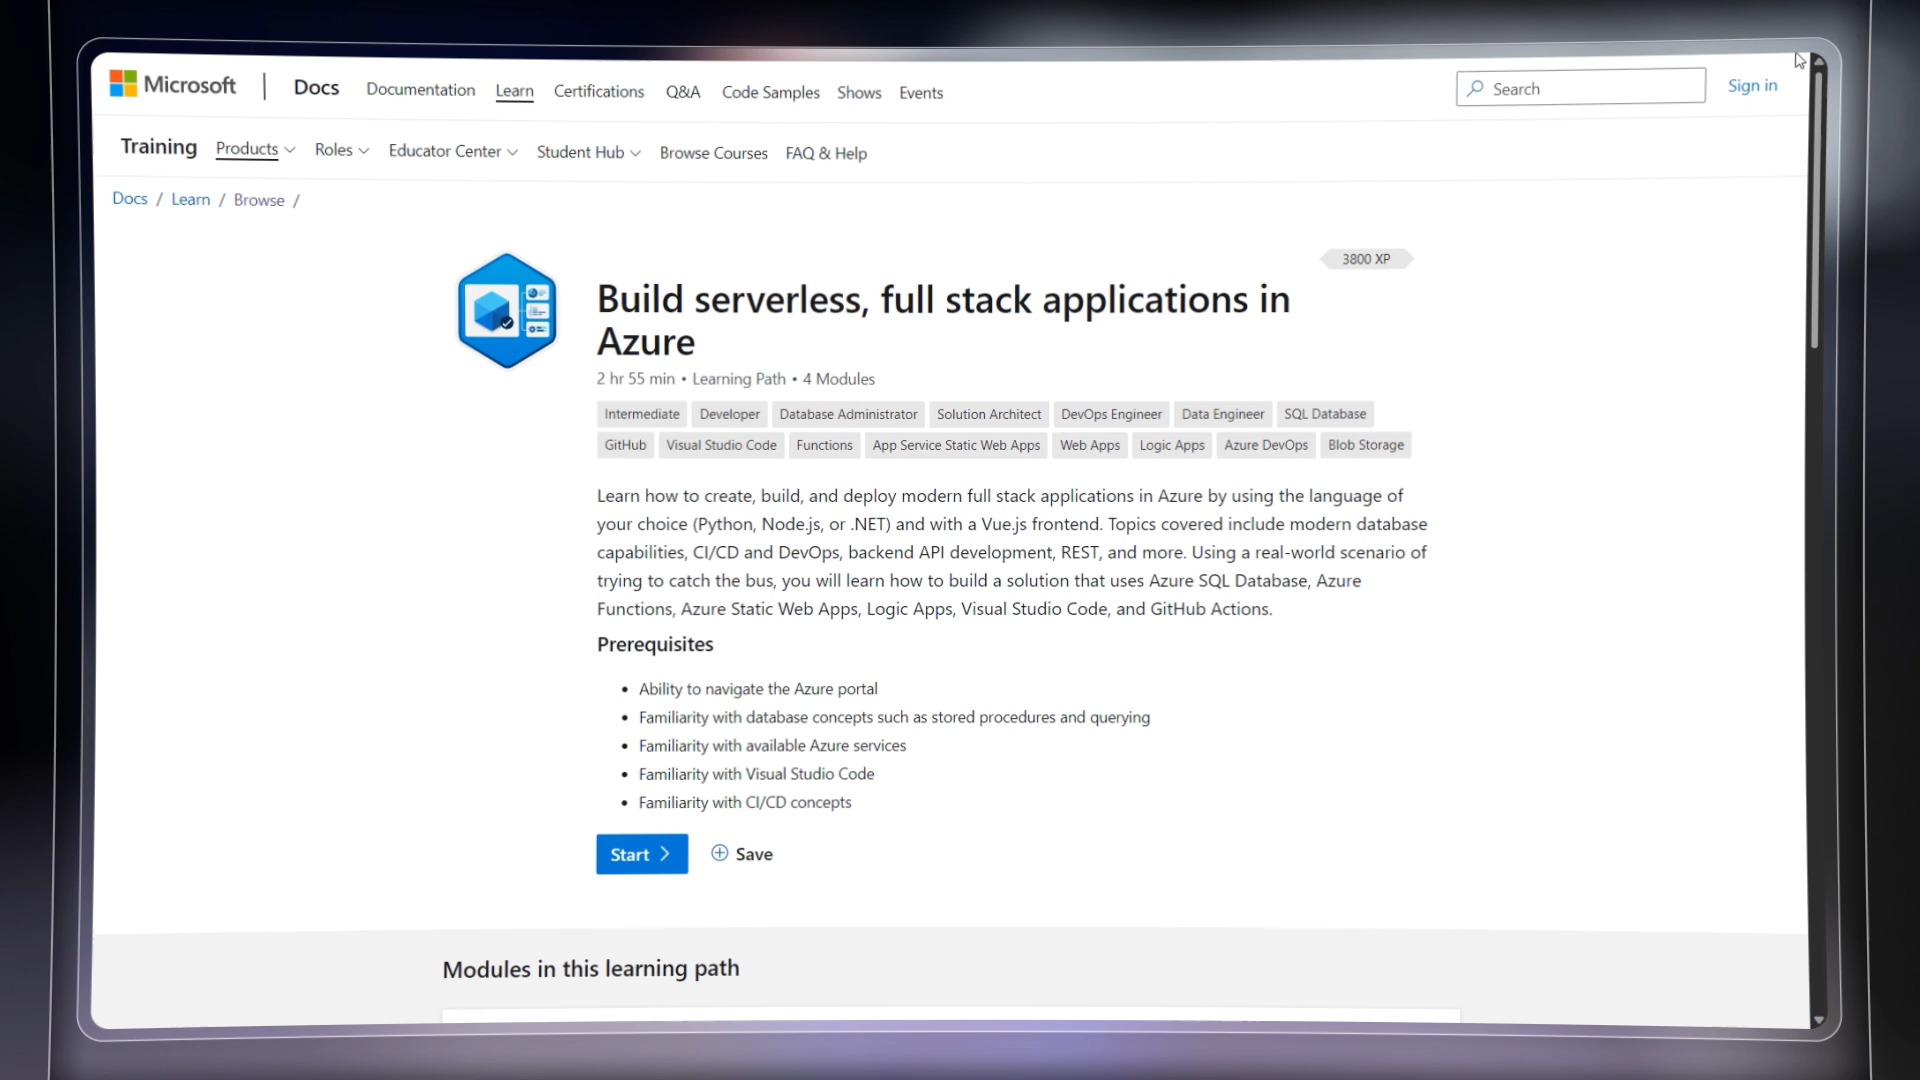 Microsoft | Docs Documentation Learn Certifications Q&A Code Samples Shows Events Search Sign in
Training Products Roles Educator Center Student Hub Browse Courses FAQ & Help
Docs / Learn / Browse /
3800 XP
Build serverless, full stack applications in
Azure
2 hr 55 min • Learning Path • 4 Modules
Intermediate Developer Database Administrator Solution Architect DevOps Engineer Data Engineer SQL Database
GitHub Visual Studio Code Functions App Service Static Web Apps Web Apps Logic Apps Azure DevOps Blob Storage
Learn how to create, build, and deploy modern full stack applications in Azure by using the language of
your choice (Python, Node.js, or .NET) and with a Vue.js frontend. Topics covered include modern database
capabilities, CI/CD and DevOps, backend API development, REST, and more. Using a real-world scenario of
trying to catch the bus, you will learn how to build a solution that uses Azure SQL Database, Azure
Functions, Azure Static Web Apps, Logic Apps, Visual Studio Code, and GitHub Actions.
Prerequisites
• Ability to navigate the Azure portal
• Familiarity with database concepts such as stored procedures and querying
• Familiarity with available Azure services
• Familiarity with Visual Studio Code
• Familiarity with CI/CD concepts
Start Save
Modules in this learning path